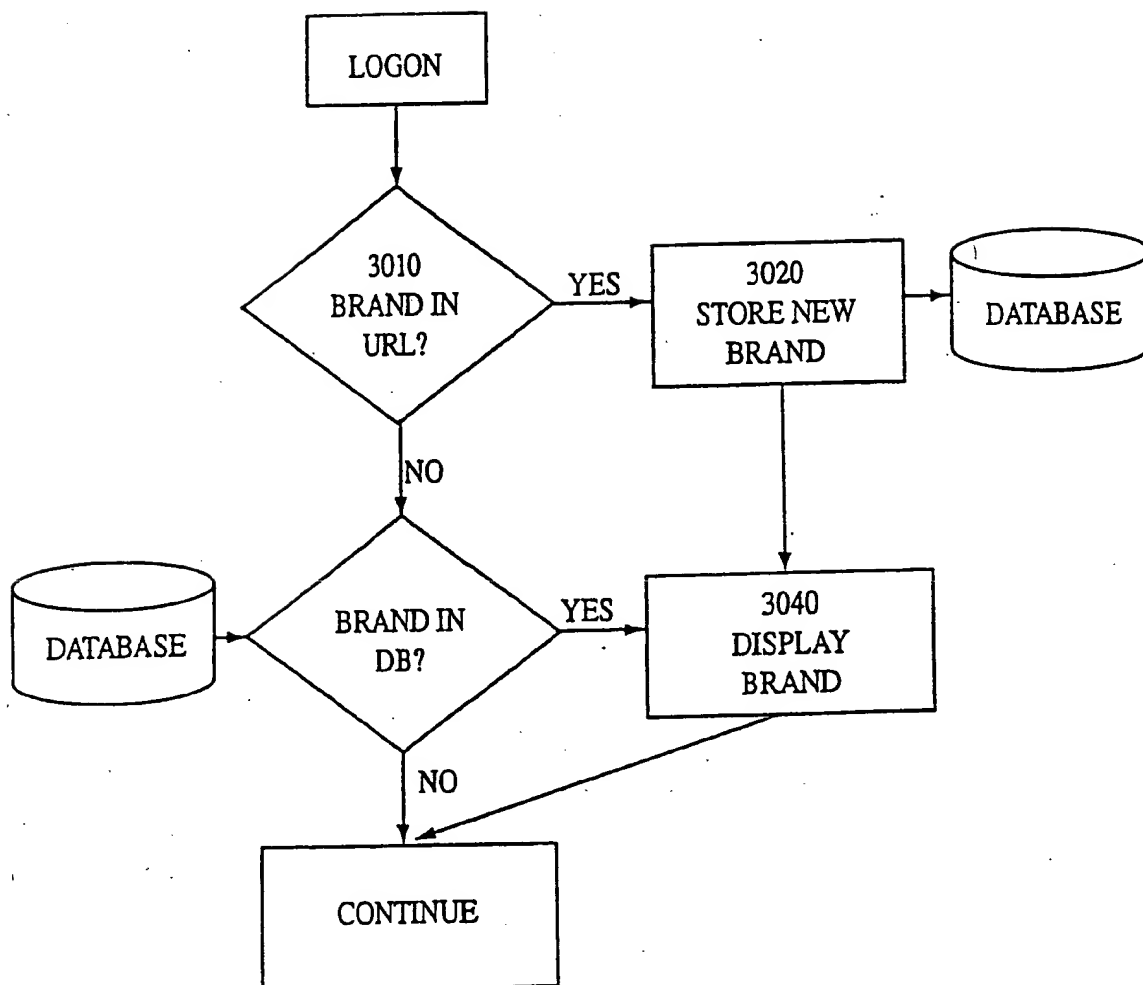 LOGON
3010
BRAND IN
URL?
YES
3020
STORE NEW
BRAND
DATABASE
NO
DATABASE
BRAND IN
DB?
YES
3040
DISPLAY
BRAND
NO
CONTINUE